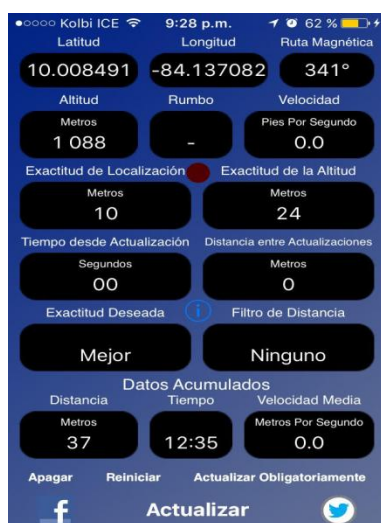 Kolbi ICE 9:28 p.m. 62 %
Latitud Longitud Ruta Magnética
10.008491 -84.137082 341°
Altitud Rumbo Velocidad
Metros Pies Por Segundo
1 088 - 0.0
Exactitud de Localización Exactitud de la Altitud
Metros Metros
10 24
Tiempo desde Actualización Distancia entre Actualizaciones
Segundos Metros
00 0
Exactitud Deseada i Filtro de Distancia
Mejor Ninguno
Datos Acumulados
Distancia Tiempo Velocidad Media
Metros Metros Por Segundo
37 12:35 0.0
Apagar Reiniciar Actualizar Obligatoriamente
f Actualizar